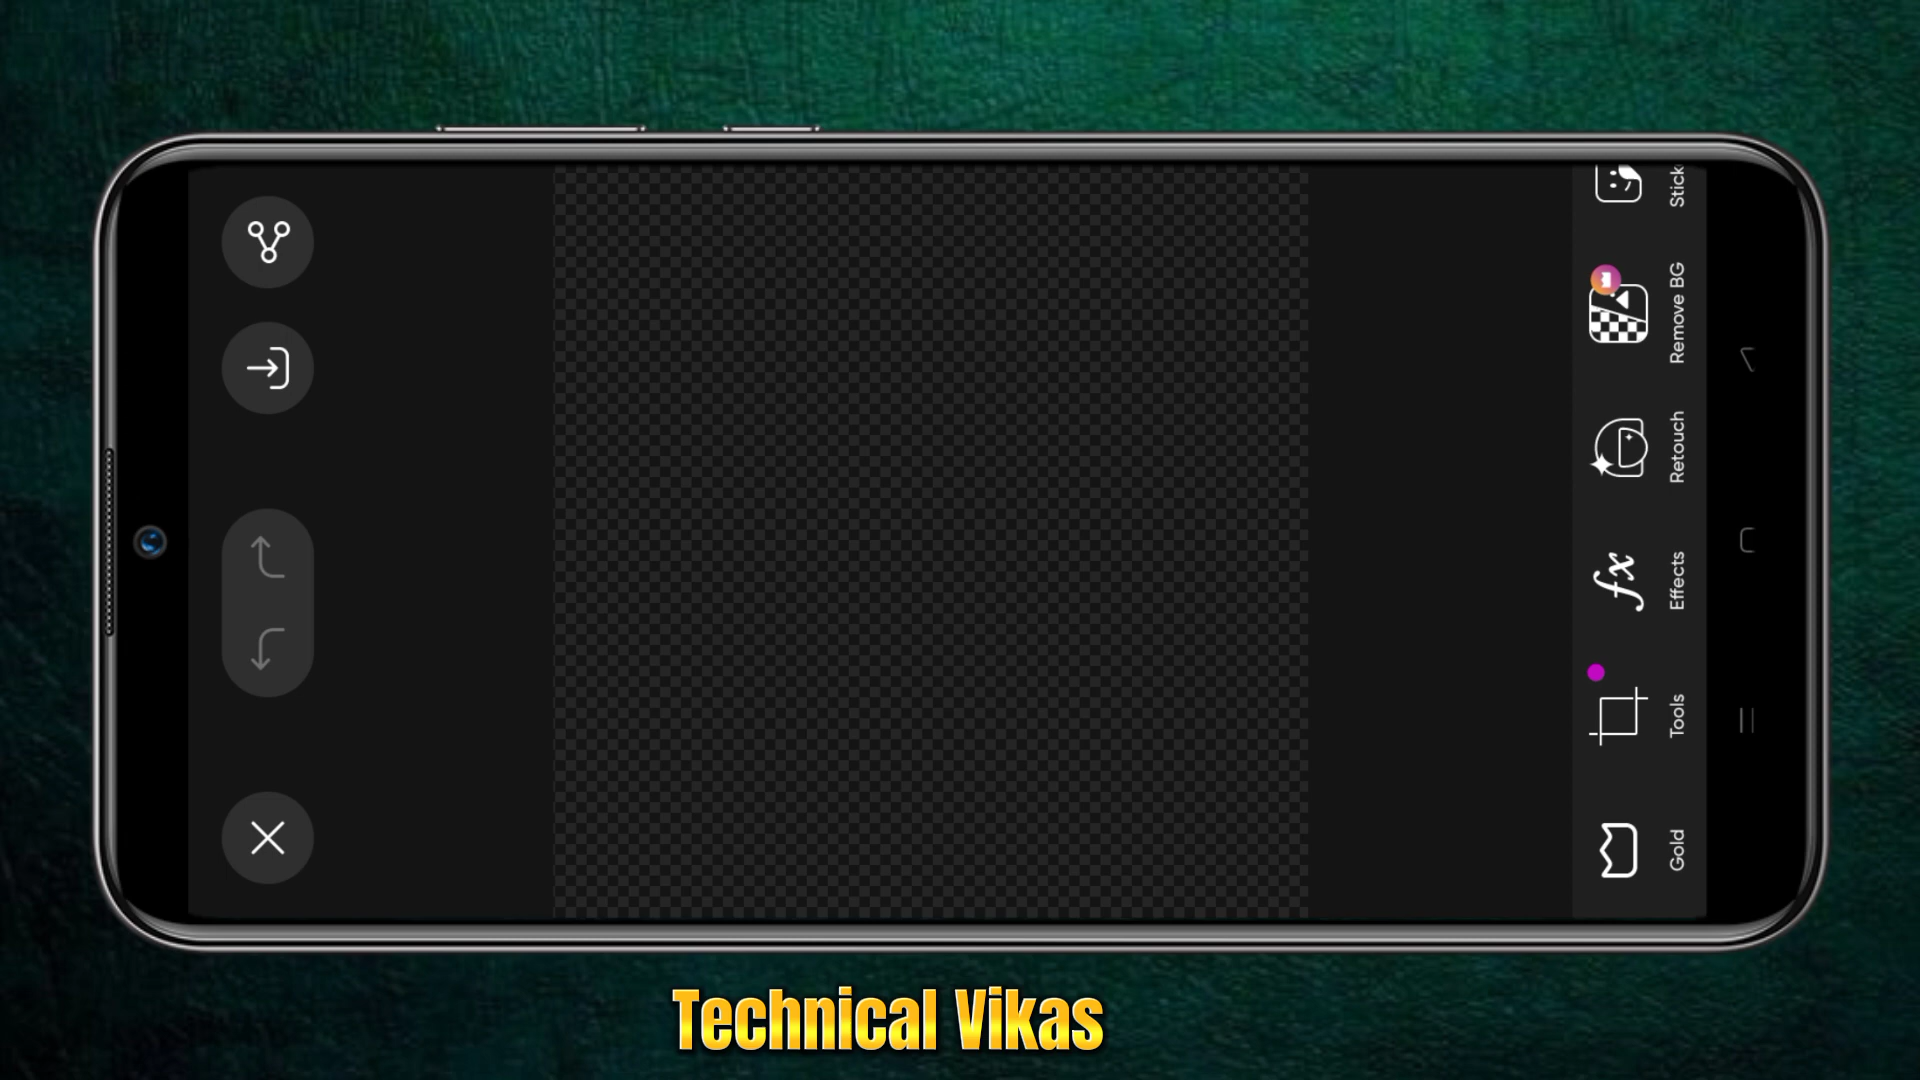 Stick
Remove BG
Retouch
Effects
Tools
Gold
Technical Vikas